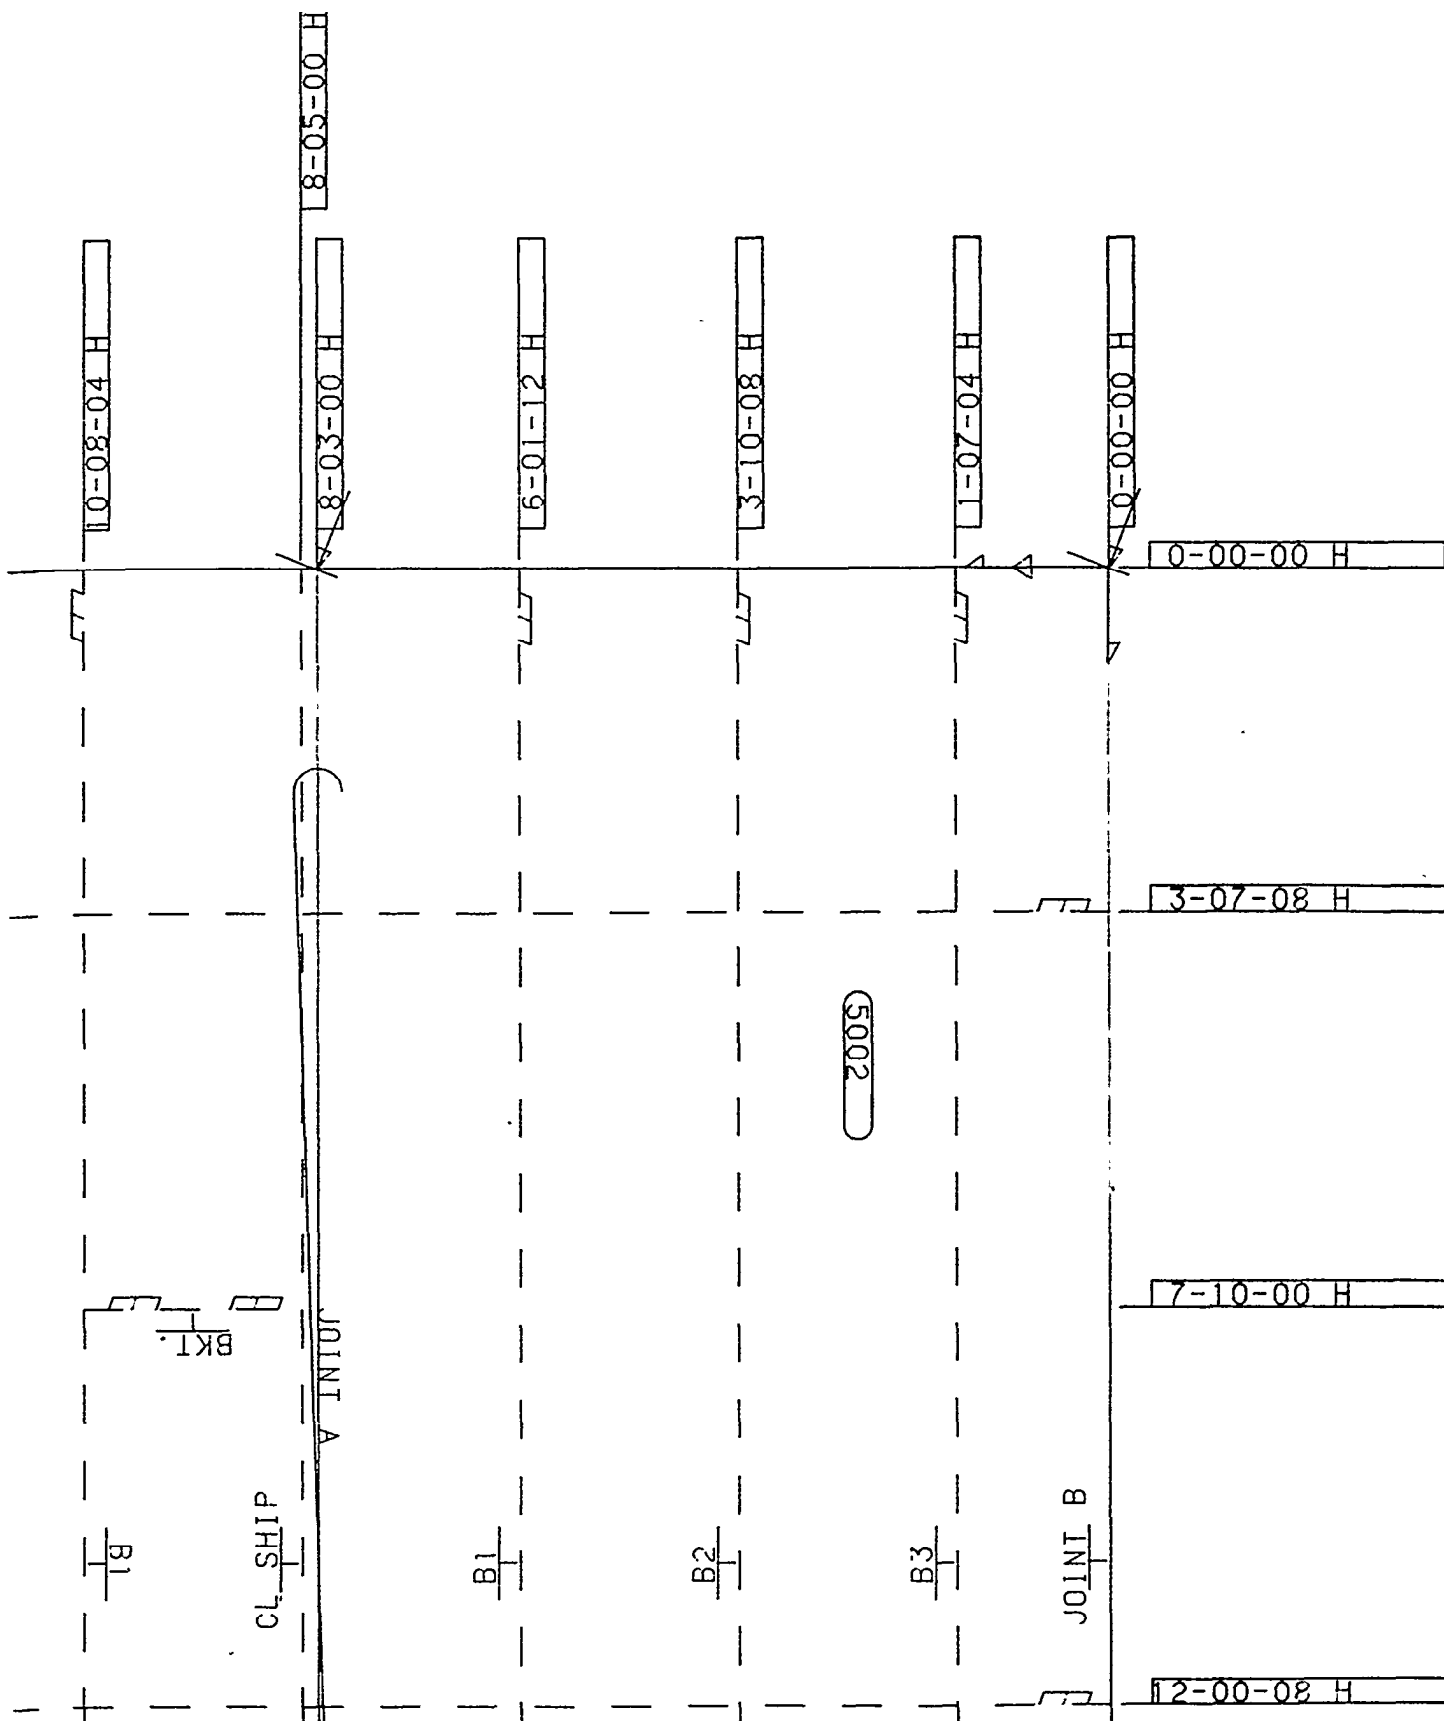 8-05-00 H
10-08-04 H
8-03-00 H
6-01-12 H
3-10-08 H
1-07-04 H
0-00-00 H
0-00-00 H
3-07-08 H
5002
7-10-00 H
BKT.
JOINT A
B1
CL SHIP
B1
B2
B3
JOINT B
12-00-08 H